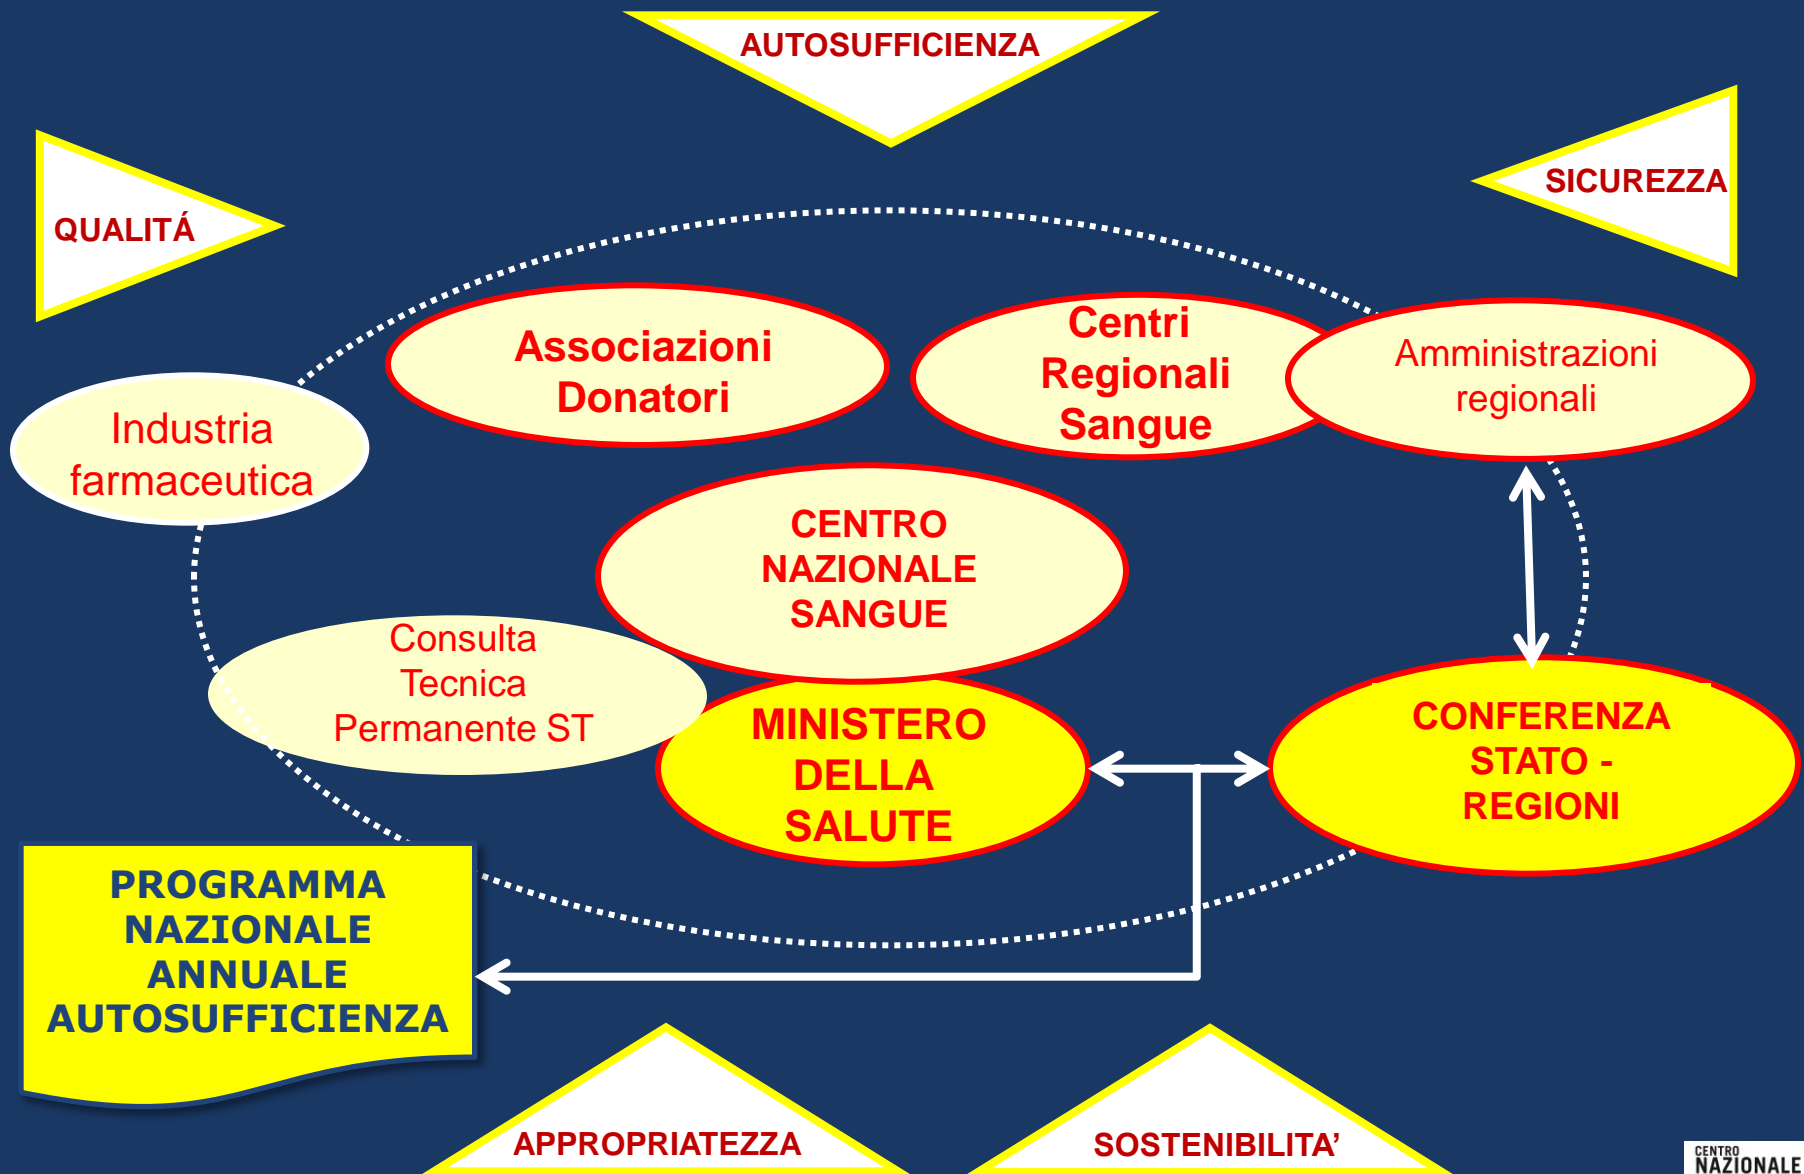 AUTOSUFFICIENZA
QUALITÁ
SICUREZZA
Associazioni
Donatori
Centri
Regionali
Sangue
Amministrazioni
regionali
Industria
farmaceutica
CENTRO
NAZIONALE
SANGUE
Consulta
Tecnica
Permanente ST
MINISTERO
DELLA
SALUTE
CONFERENZA
STATO -
REGIONI
PROGRAMMA
NAZIONALE
ANNUALE
AUTOSUFFICIENZA
APPROPRIATEZZA
SOSTENIBILITA’
CENTRO
NAZIONALE